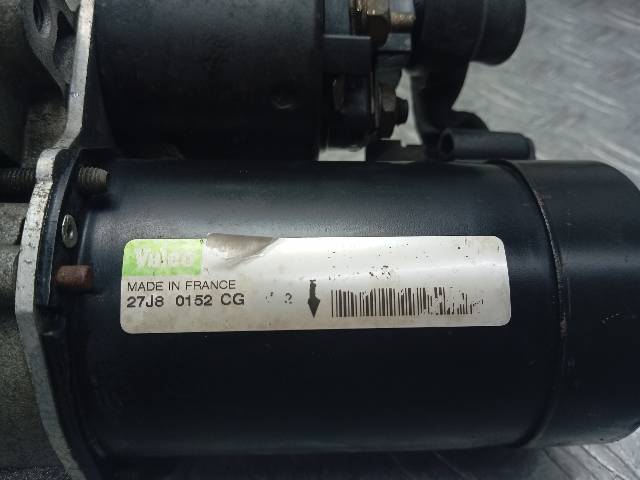 Valeo
MADE IN FRANCE
27J8 0152 CG